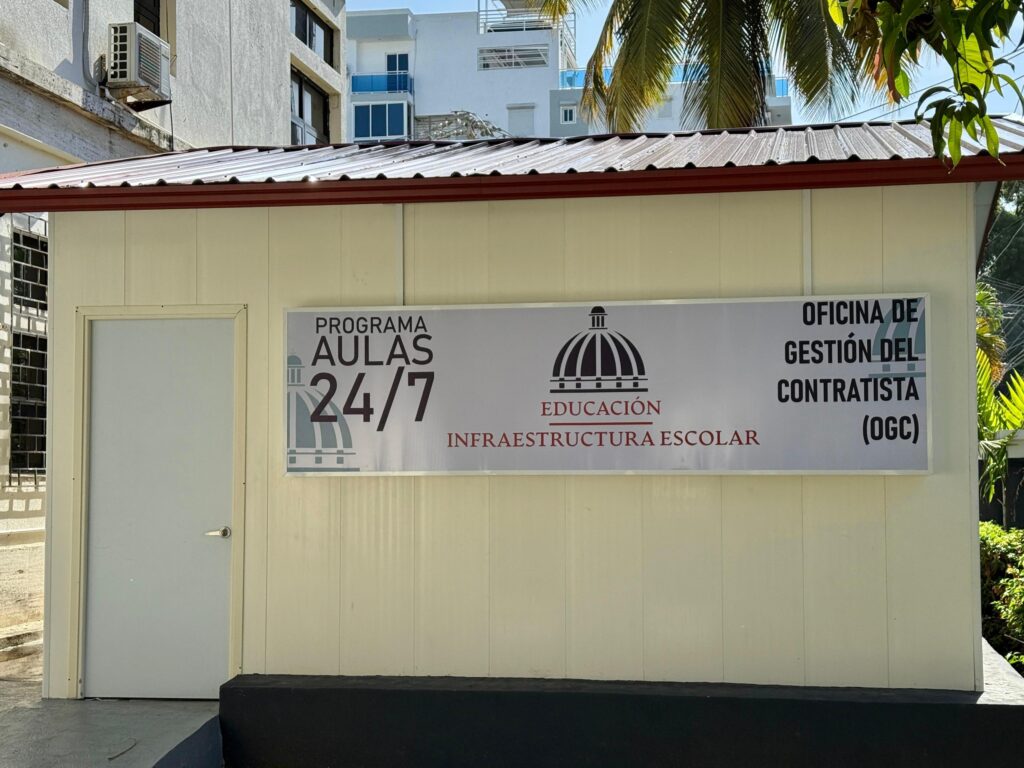 PROGRAMA
AULAS
24/7
EDUCACIÓN
INFRAESTRUCTURA ESCOLAR
OFICINA DE
GESTIÓN DEL
CONTRATISTA
(OGC)